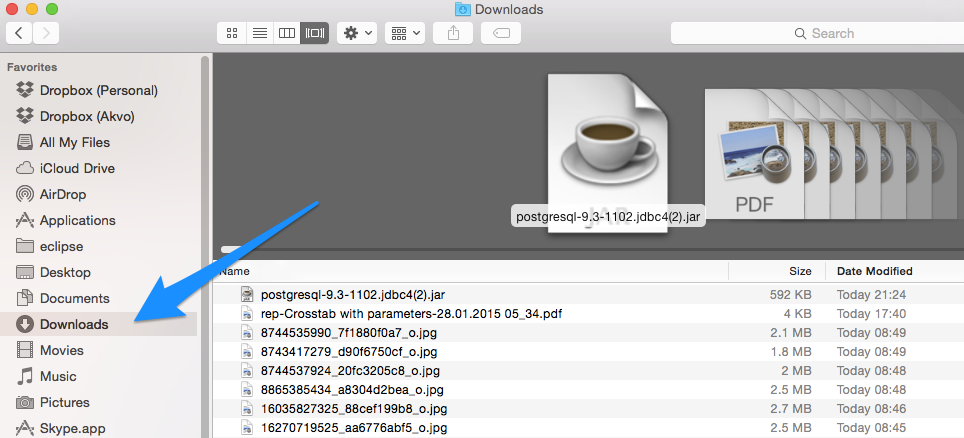 Downloads
Search
Favorites
Dropbox (Personal)
Dropbox (Akvo)
All My Files
iCloud Drive
AirDrop
Applications
eclipse
Desktop
Documents
Downloads
Movies
Music
Pictures
Skype.app
JAR
postgresql-9.3-1102.jdbc4(2).jar
PDF
Name Size Date Modified
postgresql-9.3-1102.jdbc4(2).jar 592 KB Today 21:24
rep-Crosstab with parameters-28.01.2015 05_34.pdf 4 KB Today 17:40
8744535990_7f1880f0a7_o.jpg 2.1 MB Today 08:49
8743417279_d90f6750cf_o.jpg 1.8 MB Today 08:49
8744537924_20fc3205c8_o.jpg 2 MB Today 08:48
8865385434_a8304d2bea_o.jpg 2.5 MB Today 08:48
16035827325_88cef199b8_o.jpg 2.7 MB Today 08:46
16270719525_aa6776abf5_o.jpg 2.5 MB Today 08:45